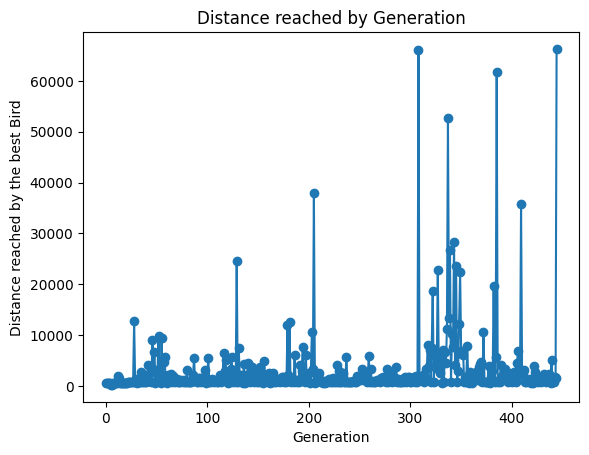 Distance reached by Generation
Distance reached by the best Bird
60000
50000
40000
30000
20000
10000
0
0 100 200 300 400
Generation